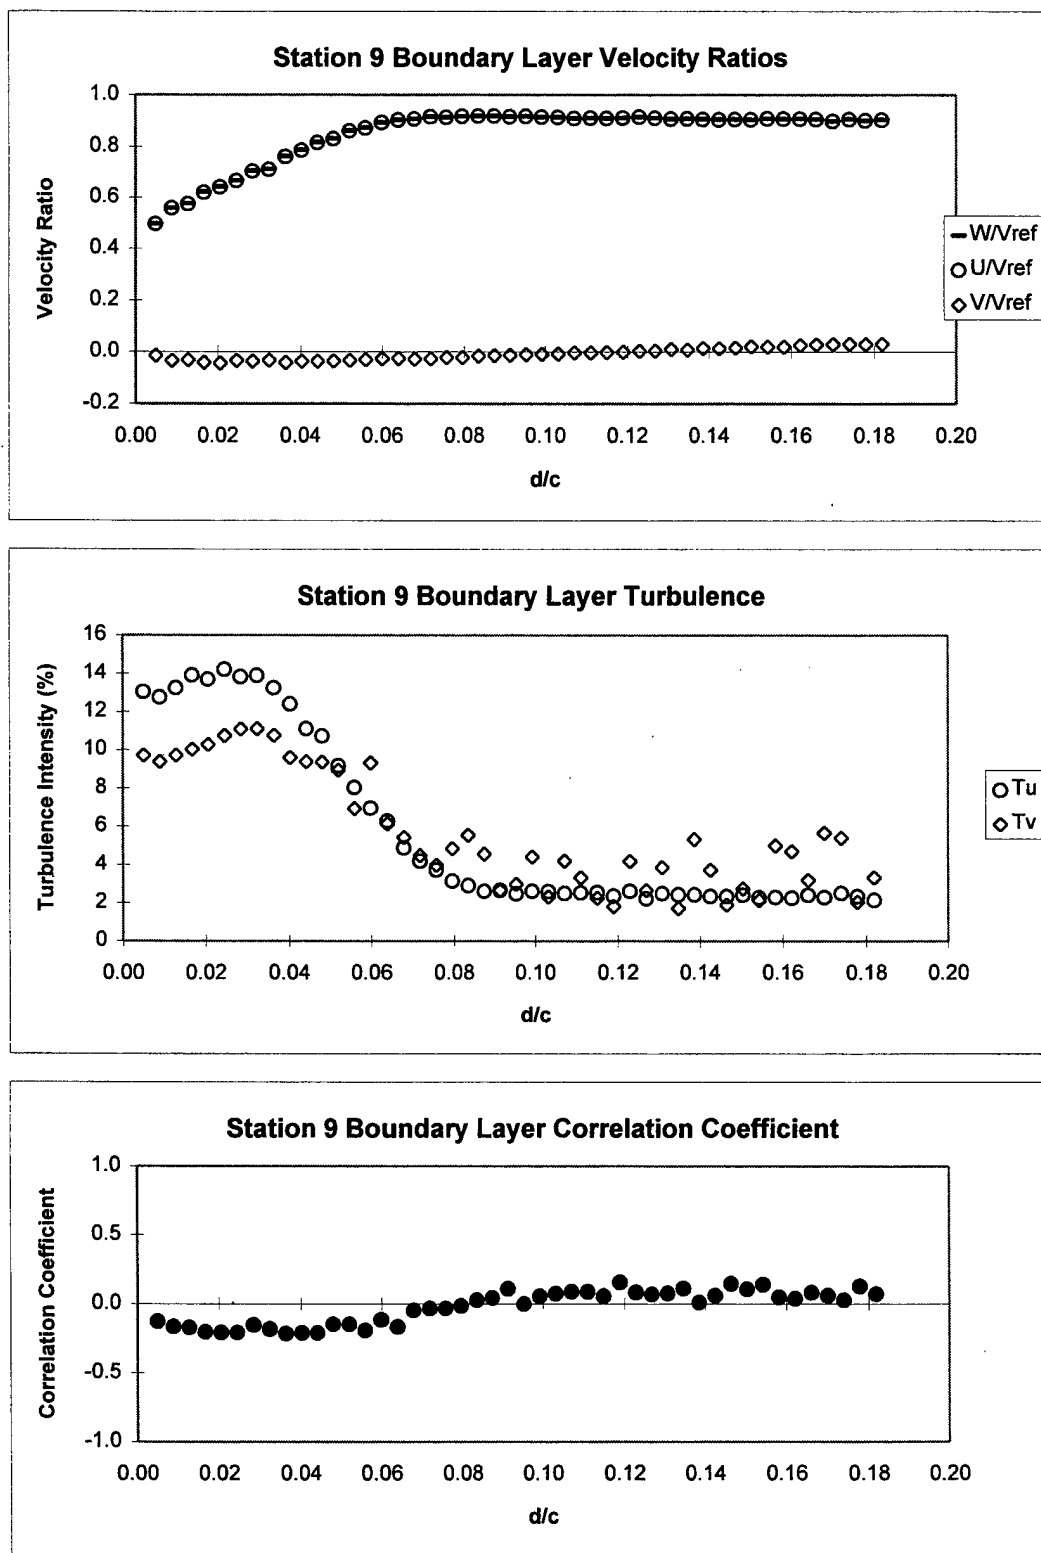 Station 9 Boundary Layer Velocity Ratios
1.0
0.8
0.6
0.4
0.2
0.0
-0.2
Velocity Ratio
0.00 0.02 0.04 0.06 0.08 0.10 0.12 0.14 0.16 0.18 0.20
d/c
W/Vref
U/Vref
V/Vref
Station 9 Boundary Layer Turbulence
16
14
12
10
8
6
4
2
0
Turbulence Intensity (%)
0.00 0.02 0.04 0.06 0.08 0.10 0.12 0.14 0.16 0.18 0.20
d/c
Tu
Tv
Station 9 Boundary Layer Correlation Coefficient
1.0
0.5
0.0
-0.5
-1.0
Correlation Coefficient
0.00 0.02 0.04 0.06 0.08 0.10 0.12 0.14 0.16 0.18 0.20
d/c